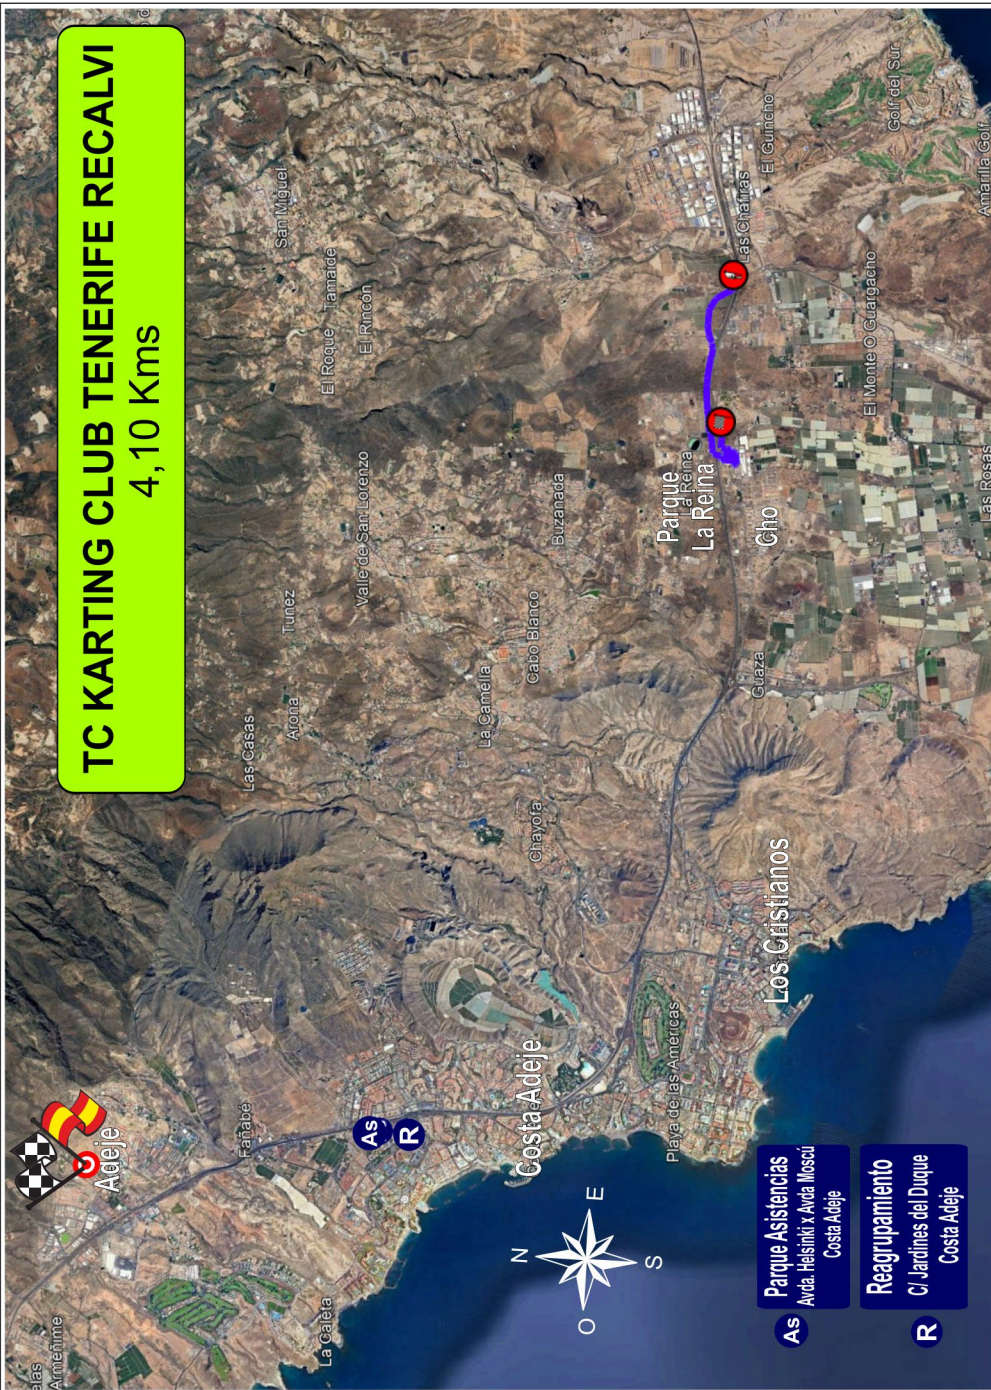 TC KARTING CLUB TENERIFE RECALVI
4,10 Kms
San Miguel
El Roque
Tamaide
El Rincón
Valle de San Lorenzo
Tunez
Arona
Las Casas
Buzanada
Cabo Blanco
La Camella
Chayofa
Las Chafiras
El Guincho
Golf del Sur
Amarilla Golf
El Monte O Guargacho
Las Rosas
Parque
La Reina
La Reina
Cho
Guaza
Los Cristianos
Playa de las Américas
Costa Adeje
Adeje
Fañabé
As
R
La Caleta
Armeñime
elas
N
E
S
O
As
Parque Asistencias
Avda. Helsinki x Avda Moscú
Costa Adeje
R
Reagrupamiento
C/ Jardines del Duque
Costa Adeje